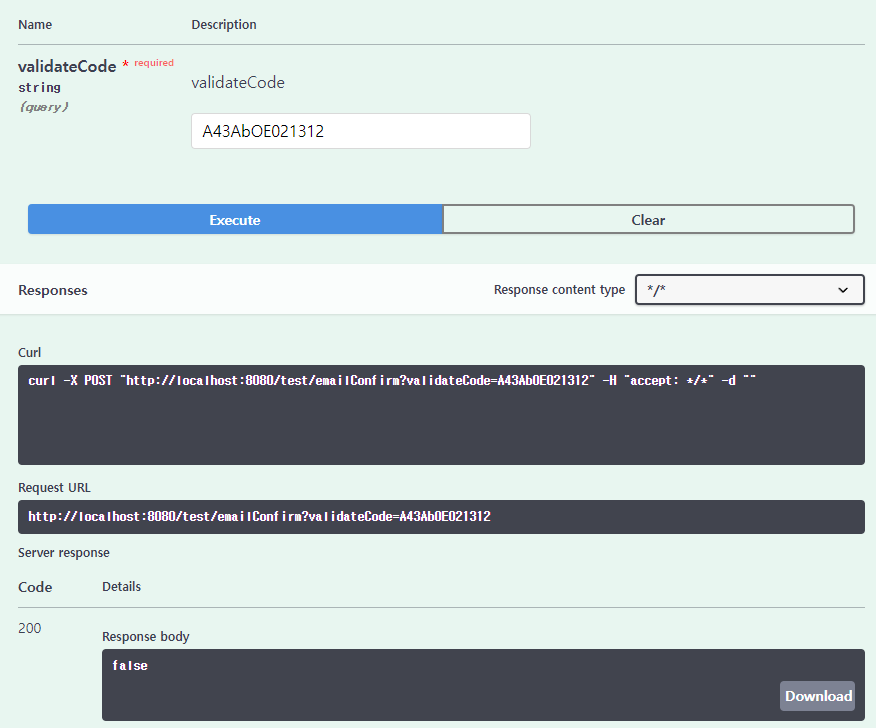 Name Description
validateCode * required
string
(query)
validateCode
A43AbOE021312
Execute Clear
Responses Response content type */*
Curl
curl -X POST "http://localhost:8080/test/emailConfirm?validateCode=A43AbOE021312" -H "accept: */*" -d ""
Request URL
http://localhost:8080/test/emailConfirm?validateCode=A43AbOE021312
Server response
Code Details
200
Response body
false
Download